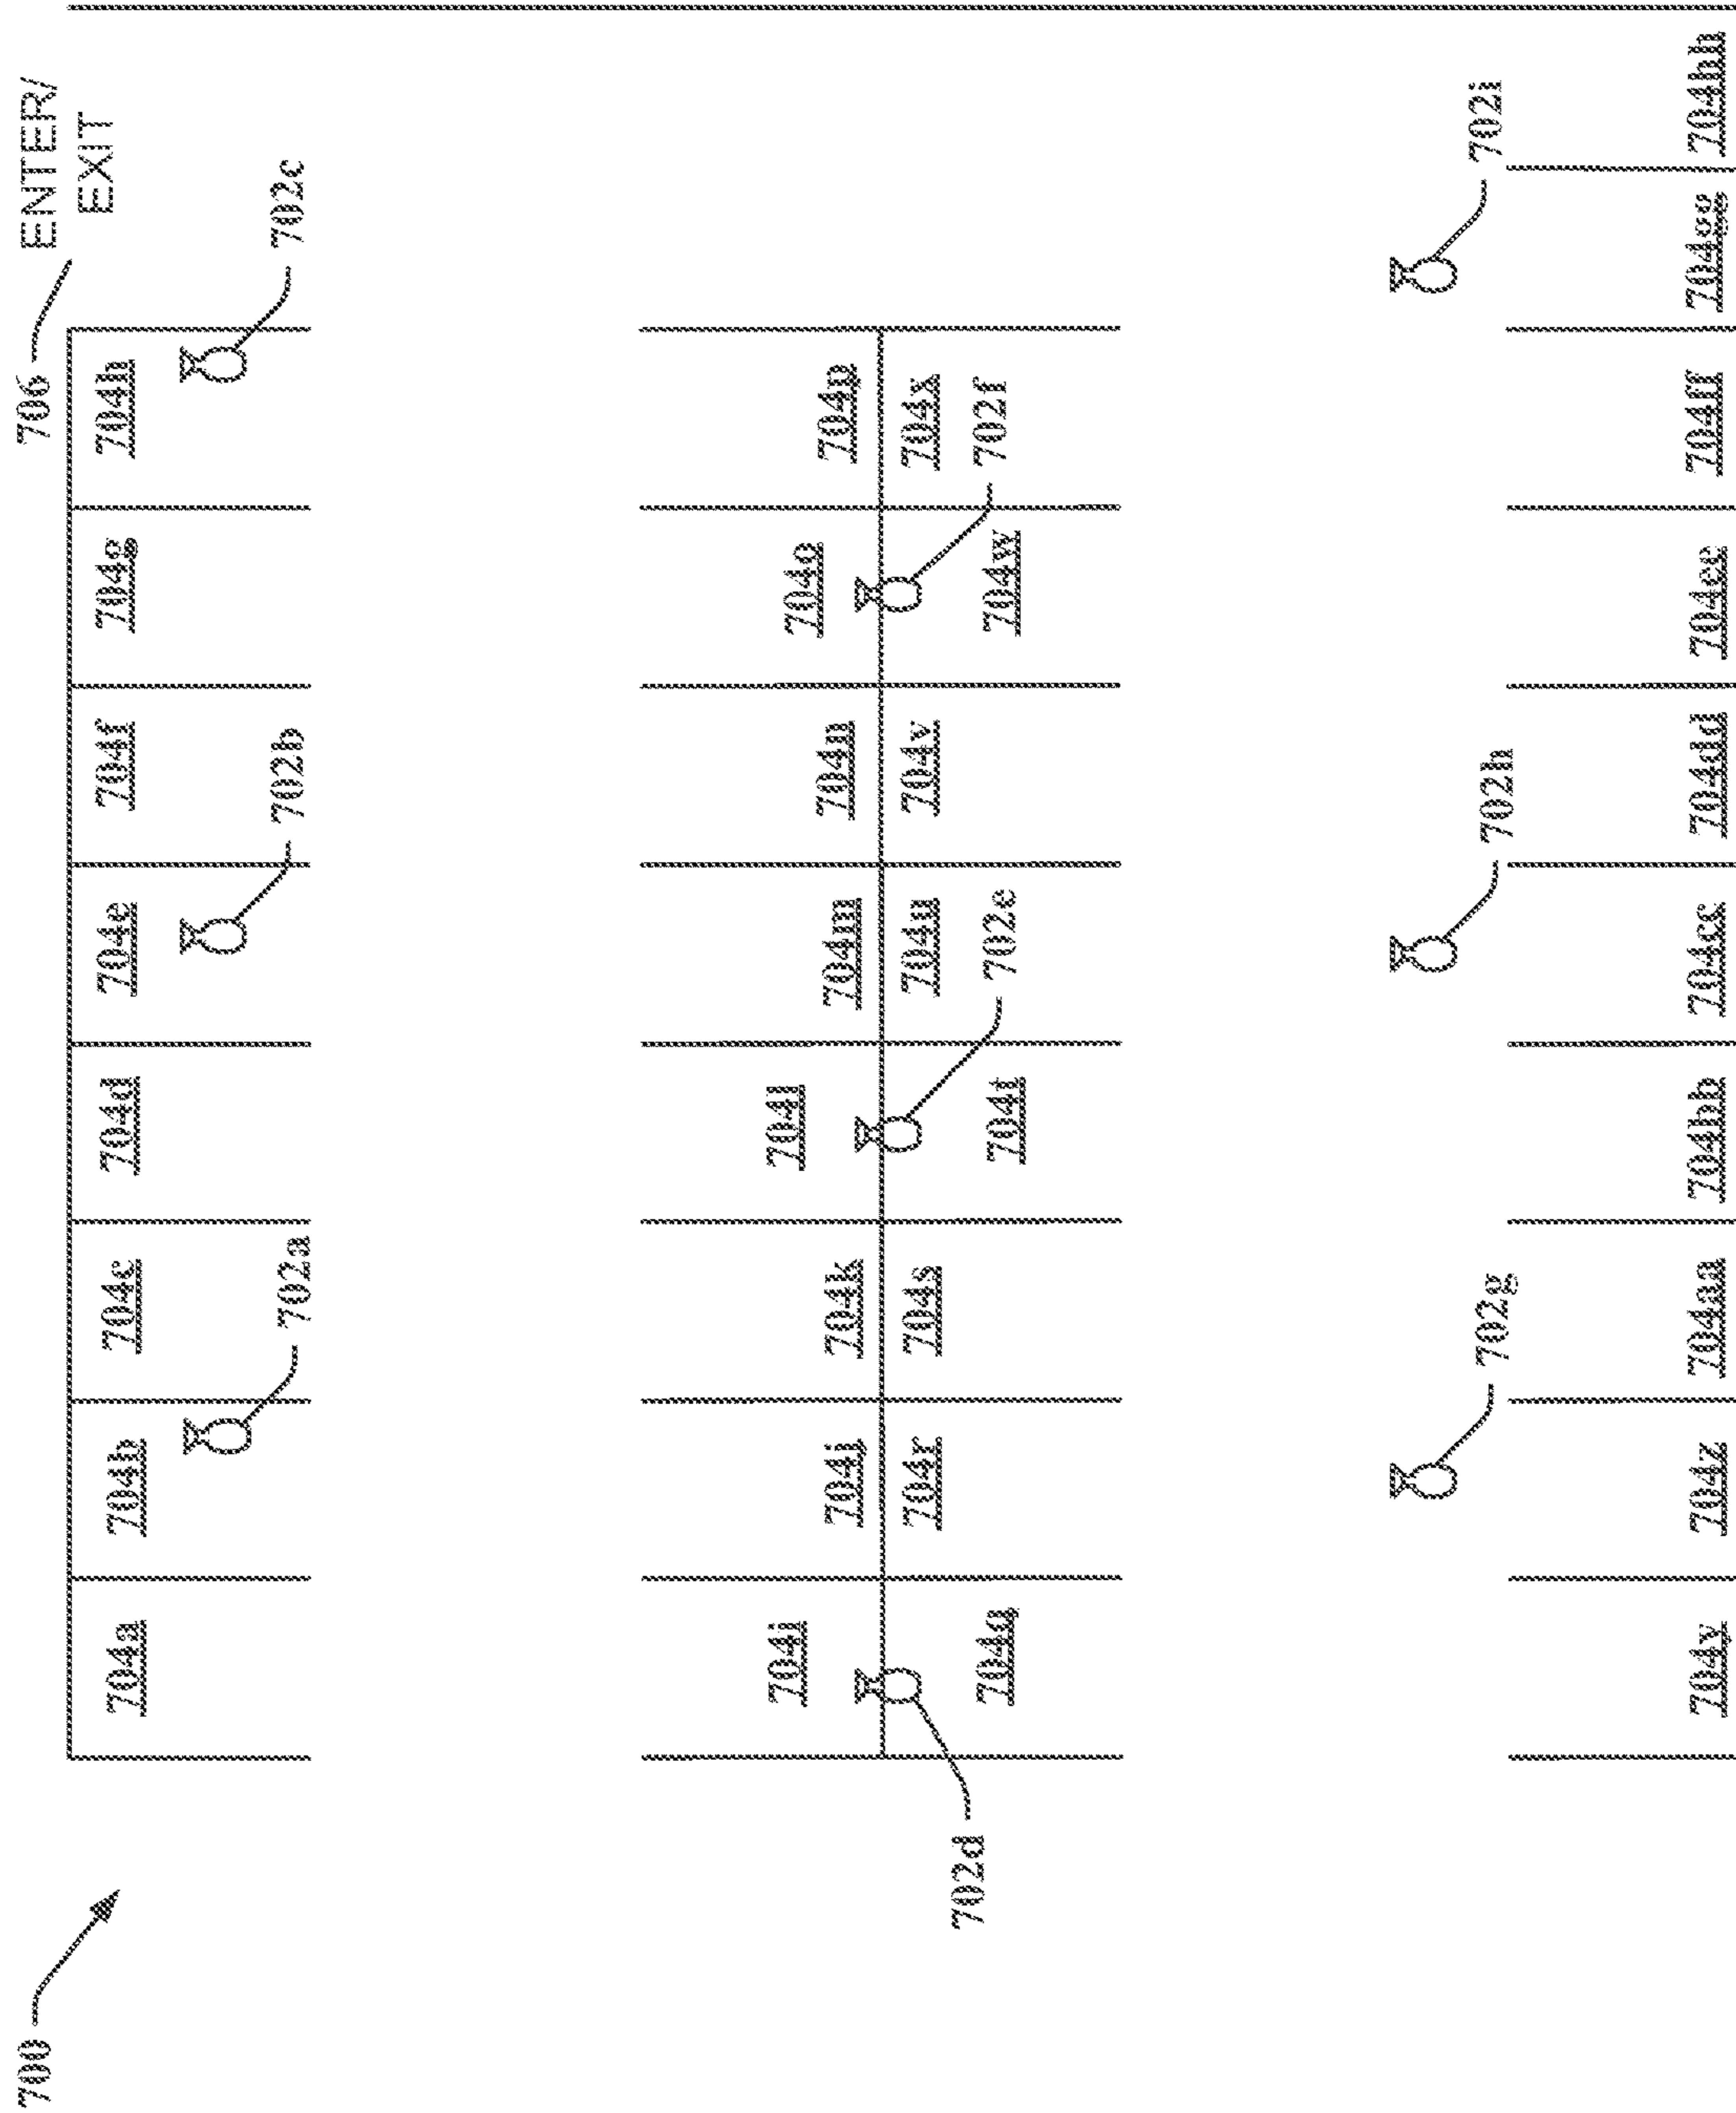 700
706
ENTER/
EXIT
704a 704b 704c 704d 704e 704f 704g 704h
702a 702b 702c
704i 704j 704k 704l 704m 704n 704o 704p
704q 704r 704s 704t 704u 704v 704w 704x
702d 702e 702f
702g 702h 702i
704y 704z 704aa 704bb 704cc 704dd 704ee 704ff 704gg 704hh